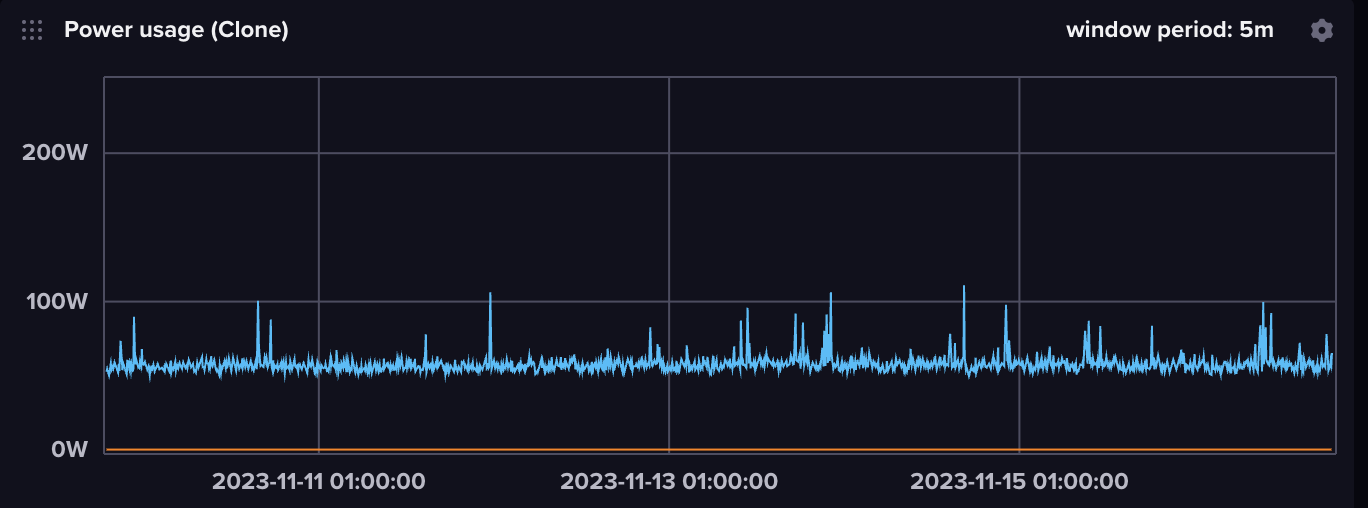 Power usage (Clone)
window period: 5m
200W
100W
0W
2023-11-11 01:00:00
2023-11-13 01:00:00
2023-11-15 01:00:00